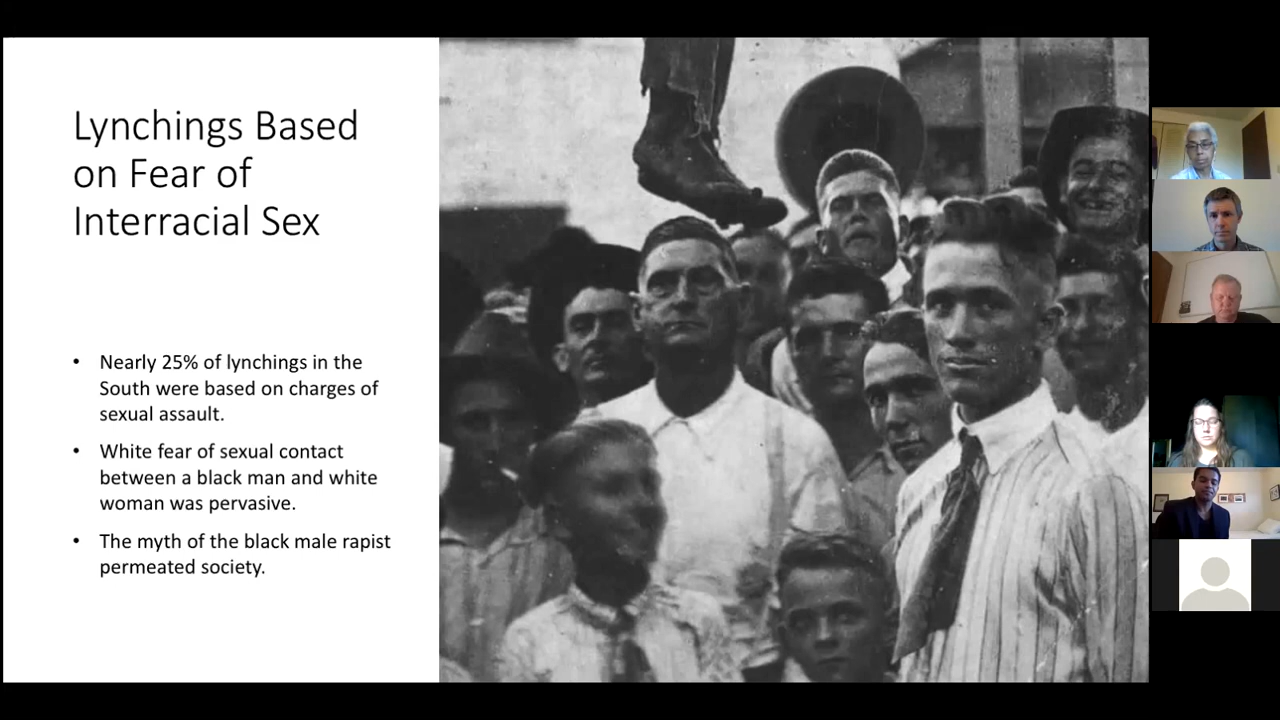 Lynchings Based
on Fear of
Interracial Sex
• Nearly 25% of lynchings in the
South were based on charges of
sexual assault.
• White fear of sexual contact
between a black man and white
woman was pervasive.
• The myth of the black male rapist
permeated society.